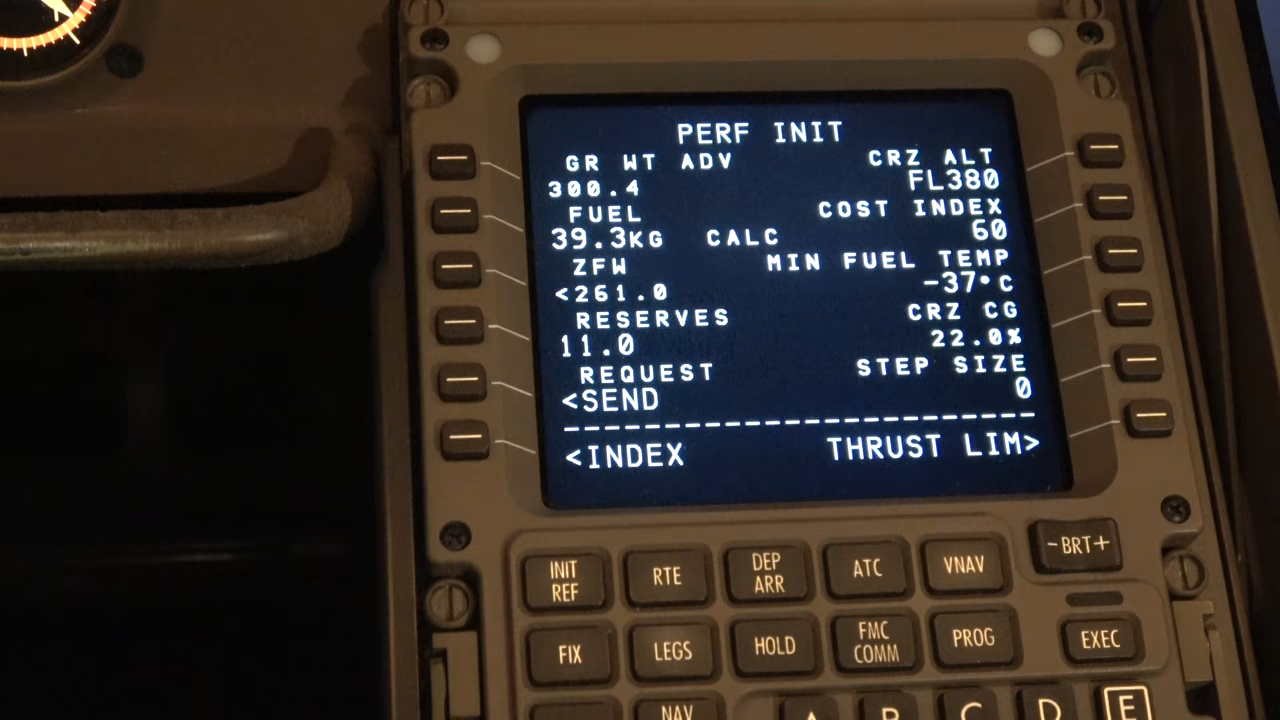 PERF INIT
GR WT ADV CRZ ALT
300.4 FL380
FUEL COST INDEX
39.3KG CALC 60
ZFW MIN FUEL TEMP
<261.0 -37°C
RESERVES CRZ CG
11.0 22.0%
REQUEST STEP SIZE
<SEND 0
--------------------------
<INDEX THRUST LIM>
INIT REF RTE DEP ARR ATC VNAV -BRT+
FIX LEGS HOLD FMC COMM PROG EXEC
NAV A B C D E